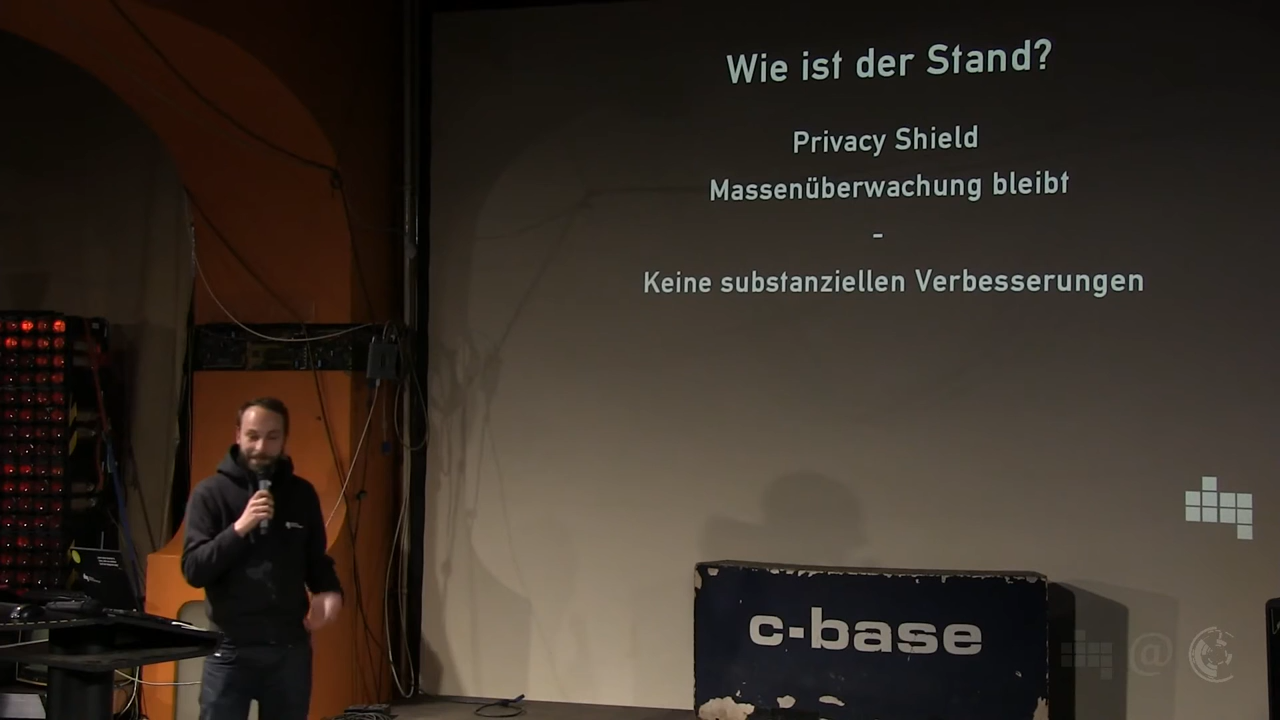 Wie ist der Stand?
Privacy Shield
Massenüberwachung bleibt
-
Keine substanziellen Verbesserungen
c-base
@